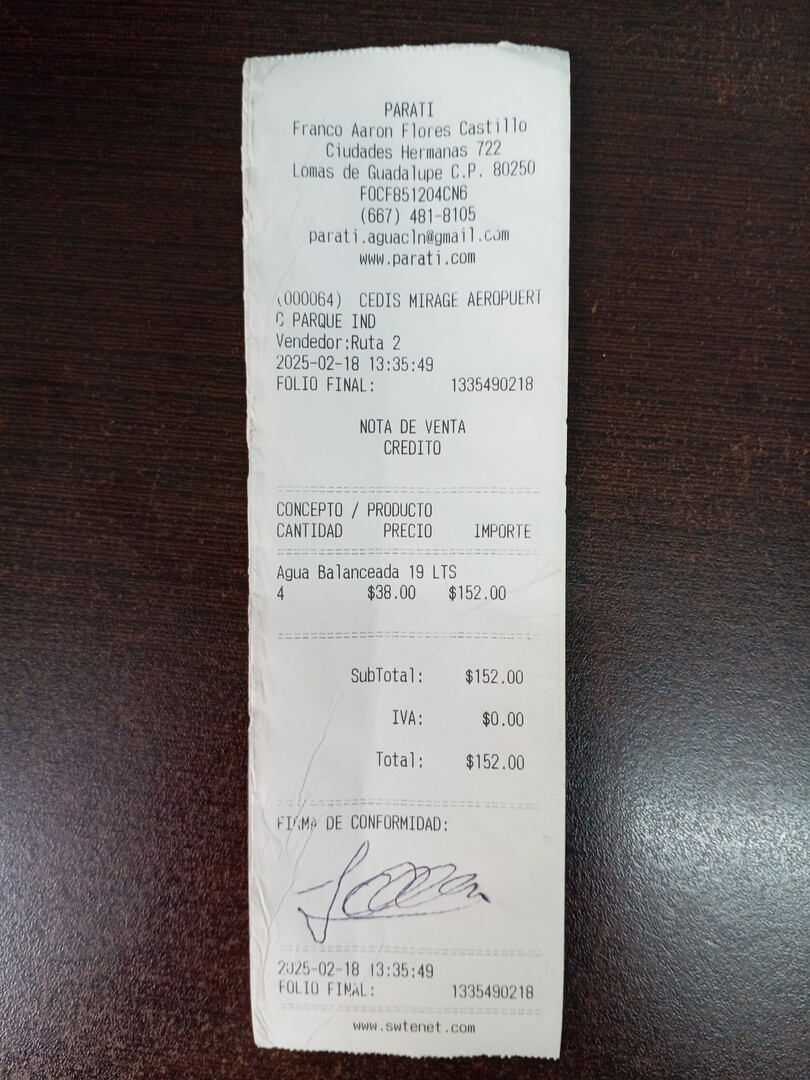 PARATI
Franco Aaron Flores Castillo
Ciudades Hermanas 722
Lomas de Guadalupe C.P. 80250
FOCF851204CN6
(667) 481-8105
parati.aguacln@gmail.com
www.parati.com
(000064) CEDIS MIRAGE AEROPUERT
O PARQUE IND
Vendedor:Ruta 2
2025-02-18 13:35:49
FOLIO FINAL: 1335490218
NOTA DE VENTA
CREDITO
CONCEPTO / PRODUCTO
CANTIDAD PRECIO IMPORTE
Agua Balanceada 19 LTS
4 $38.00 $152.00
SubTotal: $152.00
IVA: $0.00
Total: $152.00
FIRMA DE CONFORMIDAD:
2025-02-18 13:35:49
FOLIO FINAL: 1335490218
www.swtenet.com